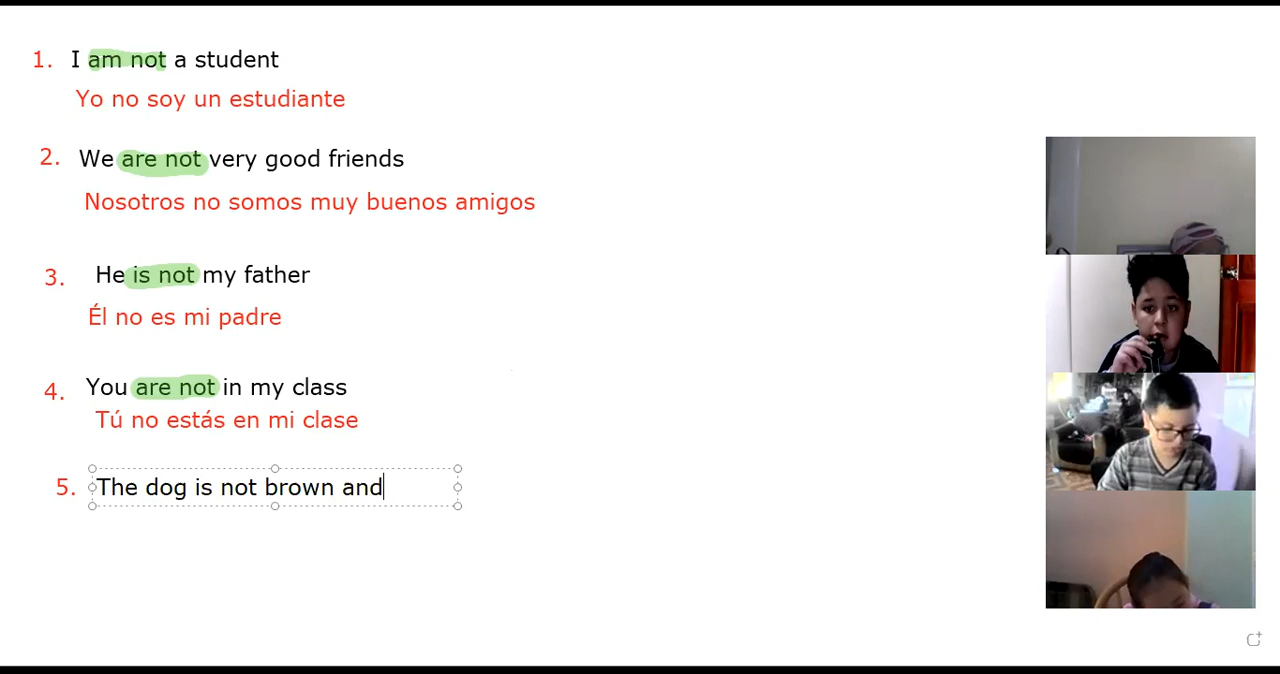 1. I am not a student
Yo no soy un estudiante
2. We are not very good friends
Nosotros no somos muy buenos amigos
3. He is not my father
Él no es mi padre
4. You are not in my class
Tú no estás en mi clase
5. The dog is not brown and